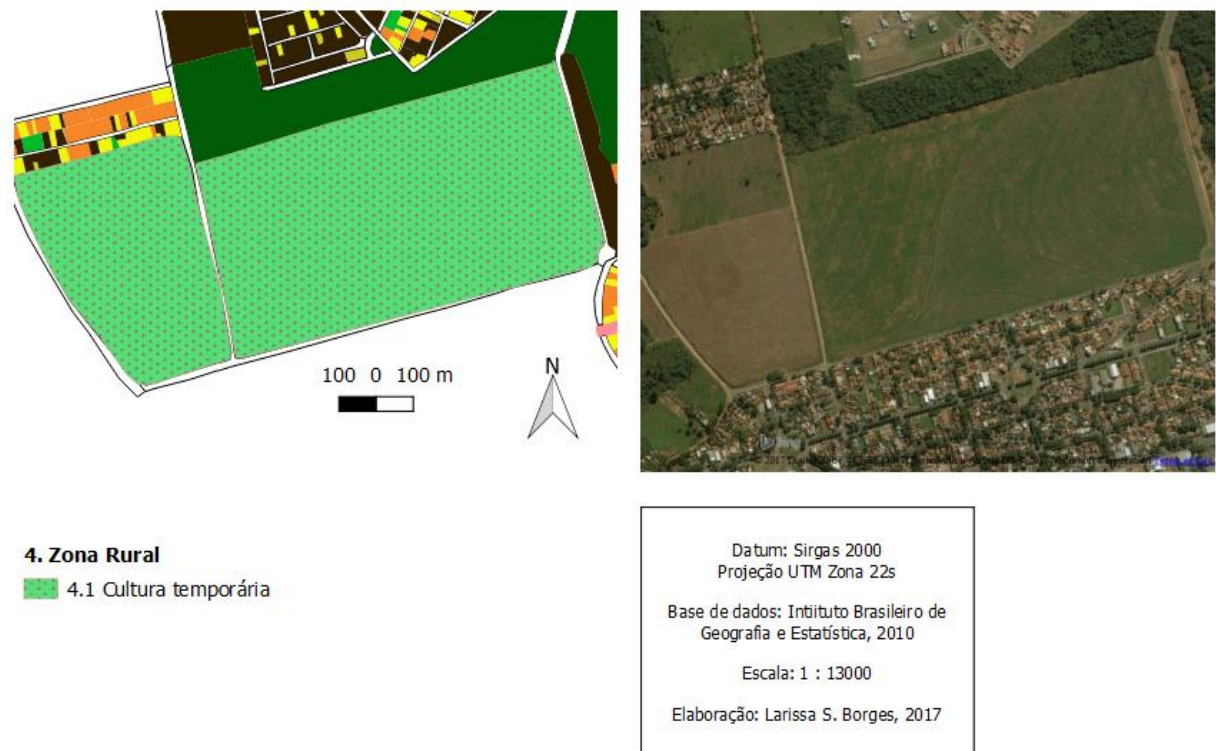 100 0 100 m
N
4. Zona Rural
4.1 Cultura temporária
Datum: Sirgas 2000
Projeção UTM Zona 22s
Base de dados: Intiituto Brasileiro de
Geografia e Estatística, 2010
Escala: 1 : 13000
Elaboração: Larissa S. Borges, 2017